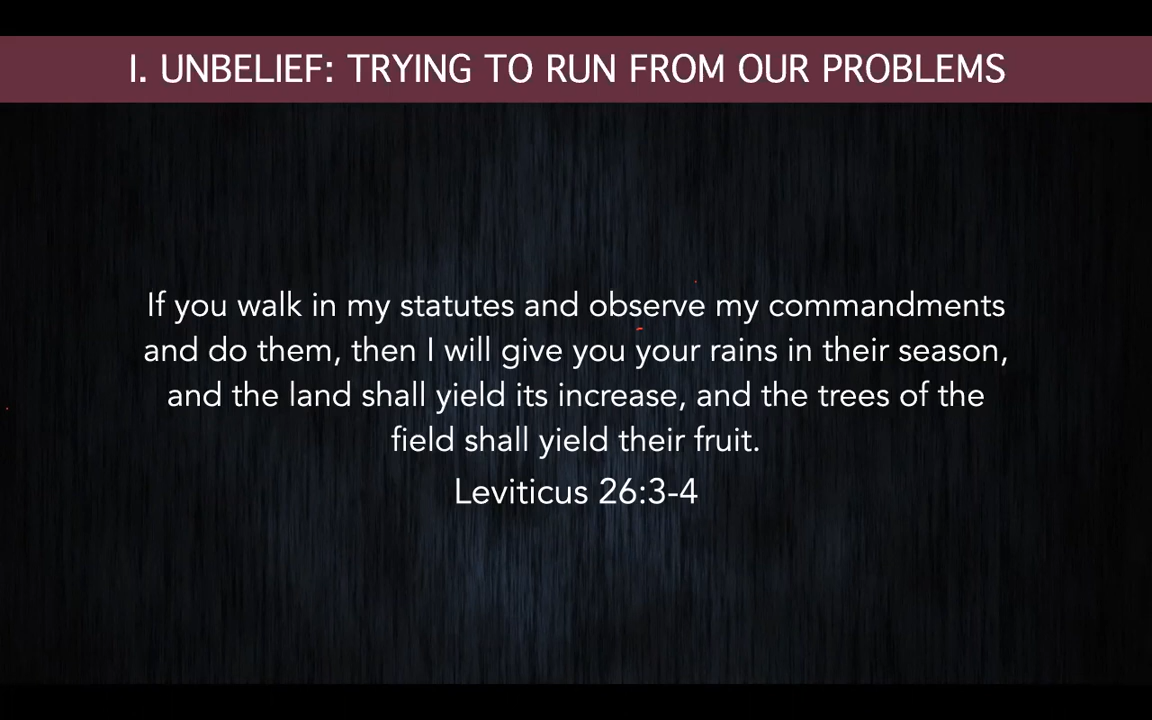 I. UNBELIEF: TRYING TO RUN FROM OUR PROBLEMS
If you walk in my statutes and observe my commandments
and do them, then I will give you your rains in their season,
and the land shall yield its increase, and the trees of the
field shall yield their fruit.
Leviticus 26:3-4